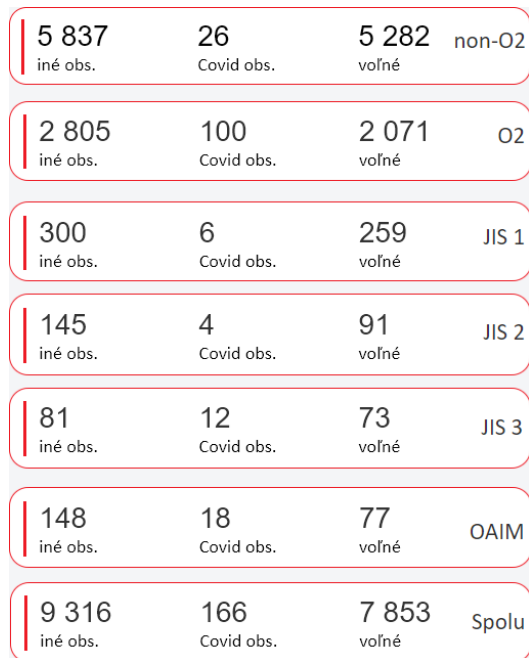 5 837 26 5 282 non-O2
iné obs. Covid obs. voľné
2 805 100 2 071 O2
iné obs. Covid obs. voľné
300 6 259 JIS 1
iné obs. Covid obs. voľné
145 4 91 JIS 2
iné obs. Covid obs. voľné
81 12 73 JIS 3
iné obs. Covid obs. voľné
148 18 77 OAIM
iné obs. Covid obs. voľné
9 316 166 7 853 Spolu
iné obs. Covid obs. voľné